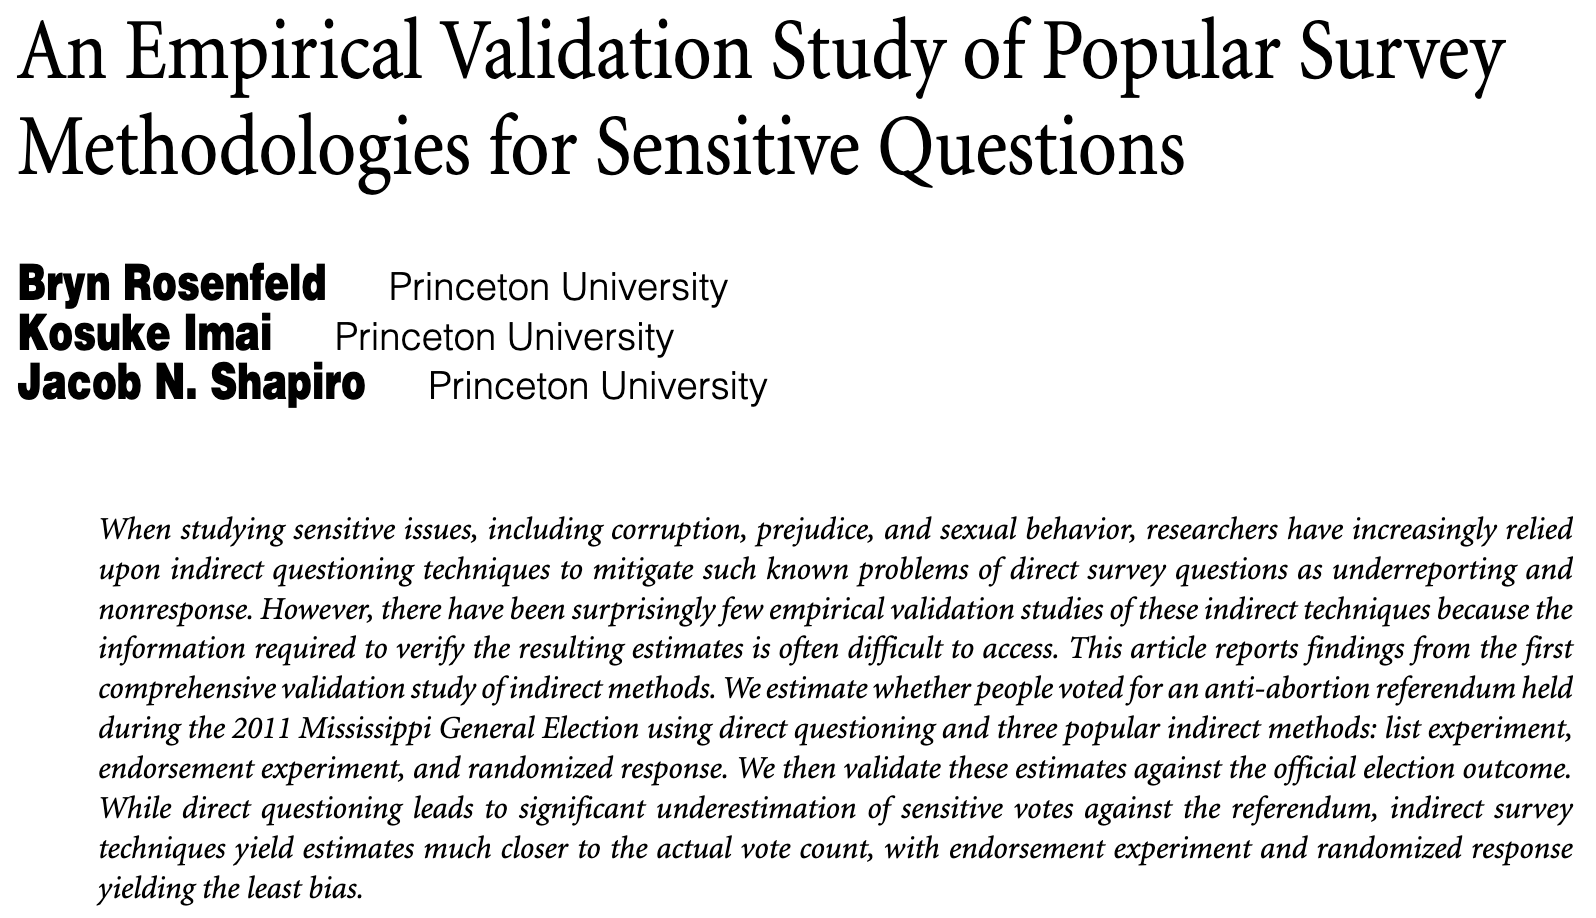 An Empirical Validation Study of Popular Survey
Methodologies for Sensitive Questions
Bryn Rosenfeld Princeton University
Kosuke Imai Princeton University
Jacob N. Shapiro Princeton University
When studying sensitive issues, including corruption, prejudice, and sexual behavior, researchers have increasingly relied
upon indirect questioning techniques to mitigate such known problems of direct survey questions as underreporting and
nonresponse. However, there have been surprisingly few empirical validation studies of these indirect techniques because the
information required to verify the resulting estimates is often difficult to access. This article reports findings from the first
comprehensive validation study of indirect methods. We estimate whether people voted for an anti-abortion referendum held
during the 2011 Mississippi General Election using direct questioning and three popular indirect methods: list experiment,
endorsement experiment, and randomized response. We then validate these estimates against the official election outcome.
While direct questioning leads to significant underestimation of sensitive votes against the referendum, indirect survey
techniques yield estimates much closer to the actual vote count, with endorsement experiment and randomized response
yielding the least bias.